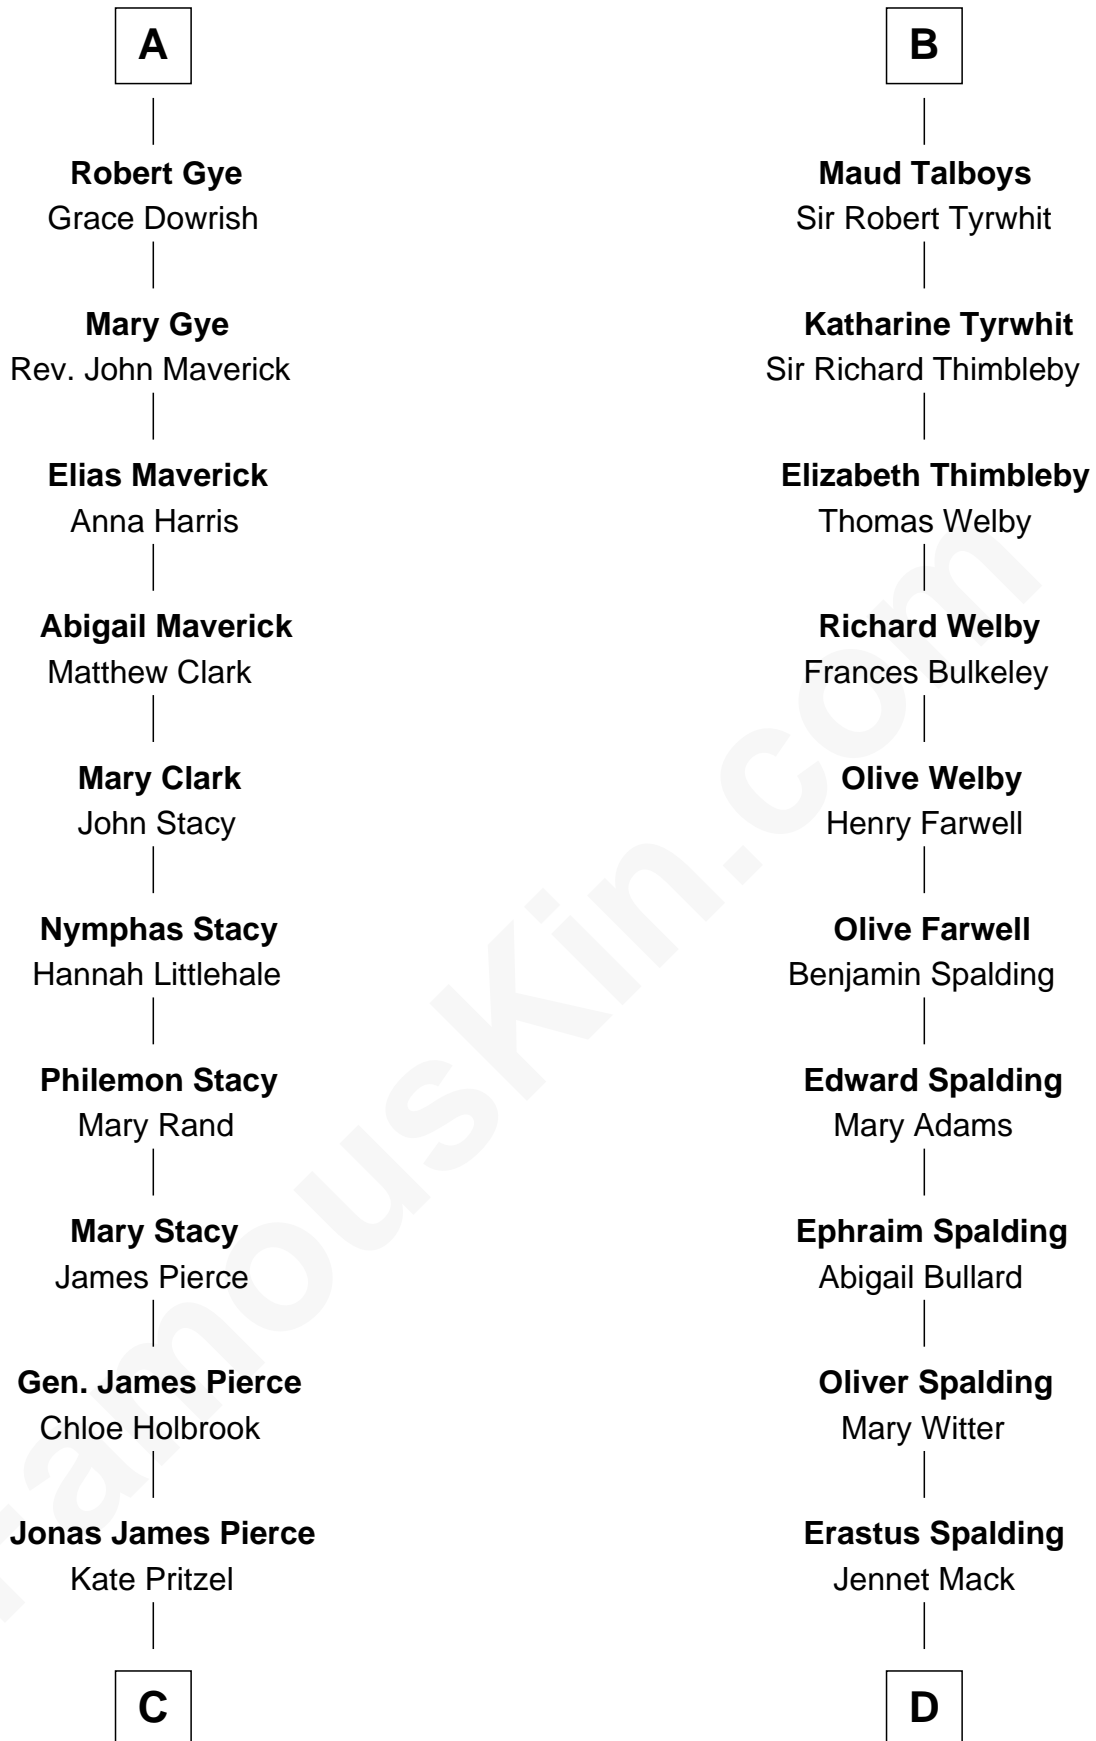 A
Robert Gye
Grace Dowrish
Mary Gye
Rev. John Maverick
Elias Maverick
Anna Harris
Abigail Maverick
Matthew Clark
Mary Clark
John Stacy
Nymphas Stacy
Hannah Littlehale
Philemon Stacy
Mary Rand
Mary Stacy
James Pierce
Gen. James Pierce
Chloe Holbrook
Jonas James Pierce
Kate Pritzel
C
B
Maud Talboys
Sir Robert Tyrwhit
Katharine Tyrwhit
Sir Richard Thimbleby
Elizabeth Thimbleby
Thomas Welby
Richard Welby
Frances Bulkeley
Olive Welby
Henry Farwell
Olive Farwell
Benjamin Spalding
Edward Spalding
Mary Adams
Ephraim Spalding
Abigail Bullard
Oliver Spalding
Mary Witter
Erastus Spalding
Jennet Mack
D
FamousKin.com